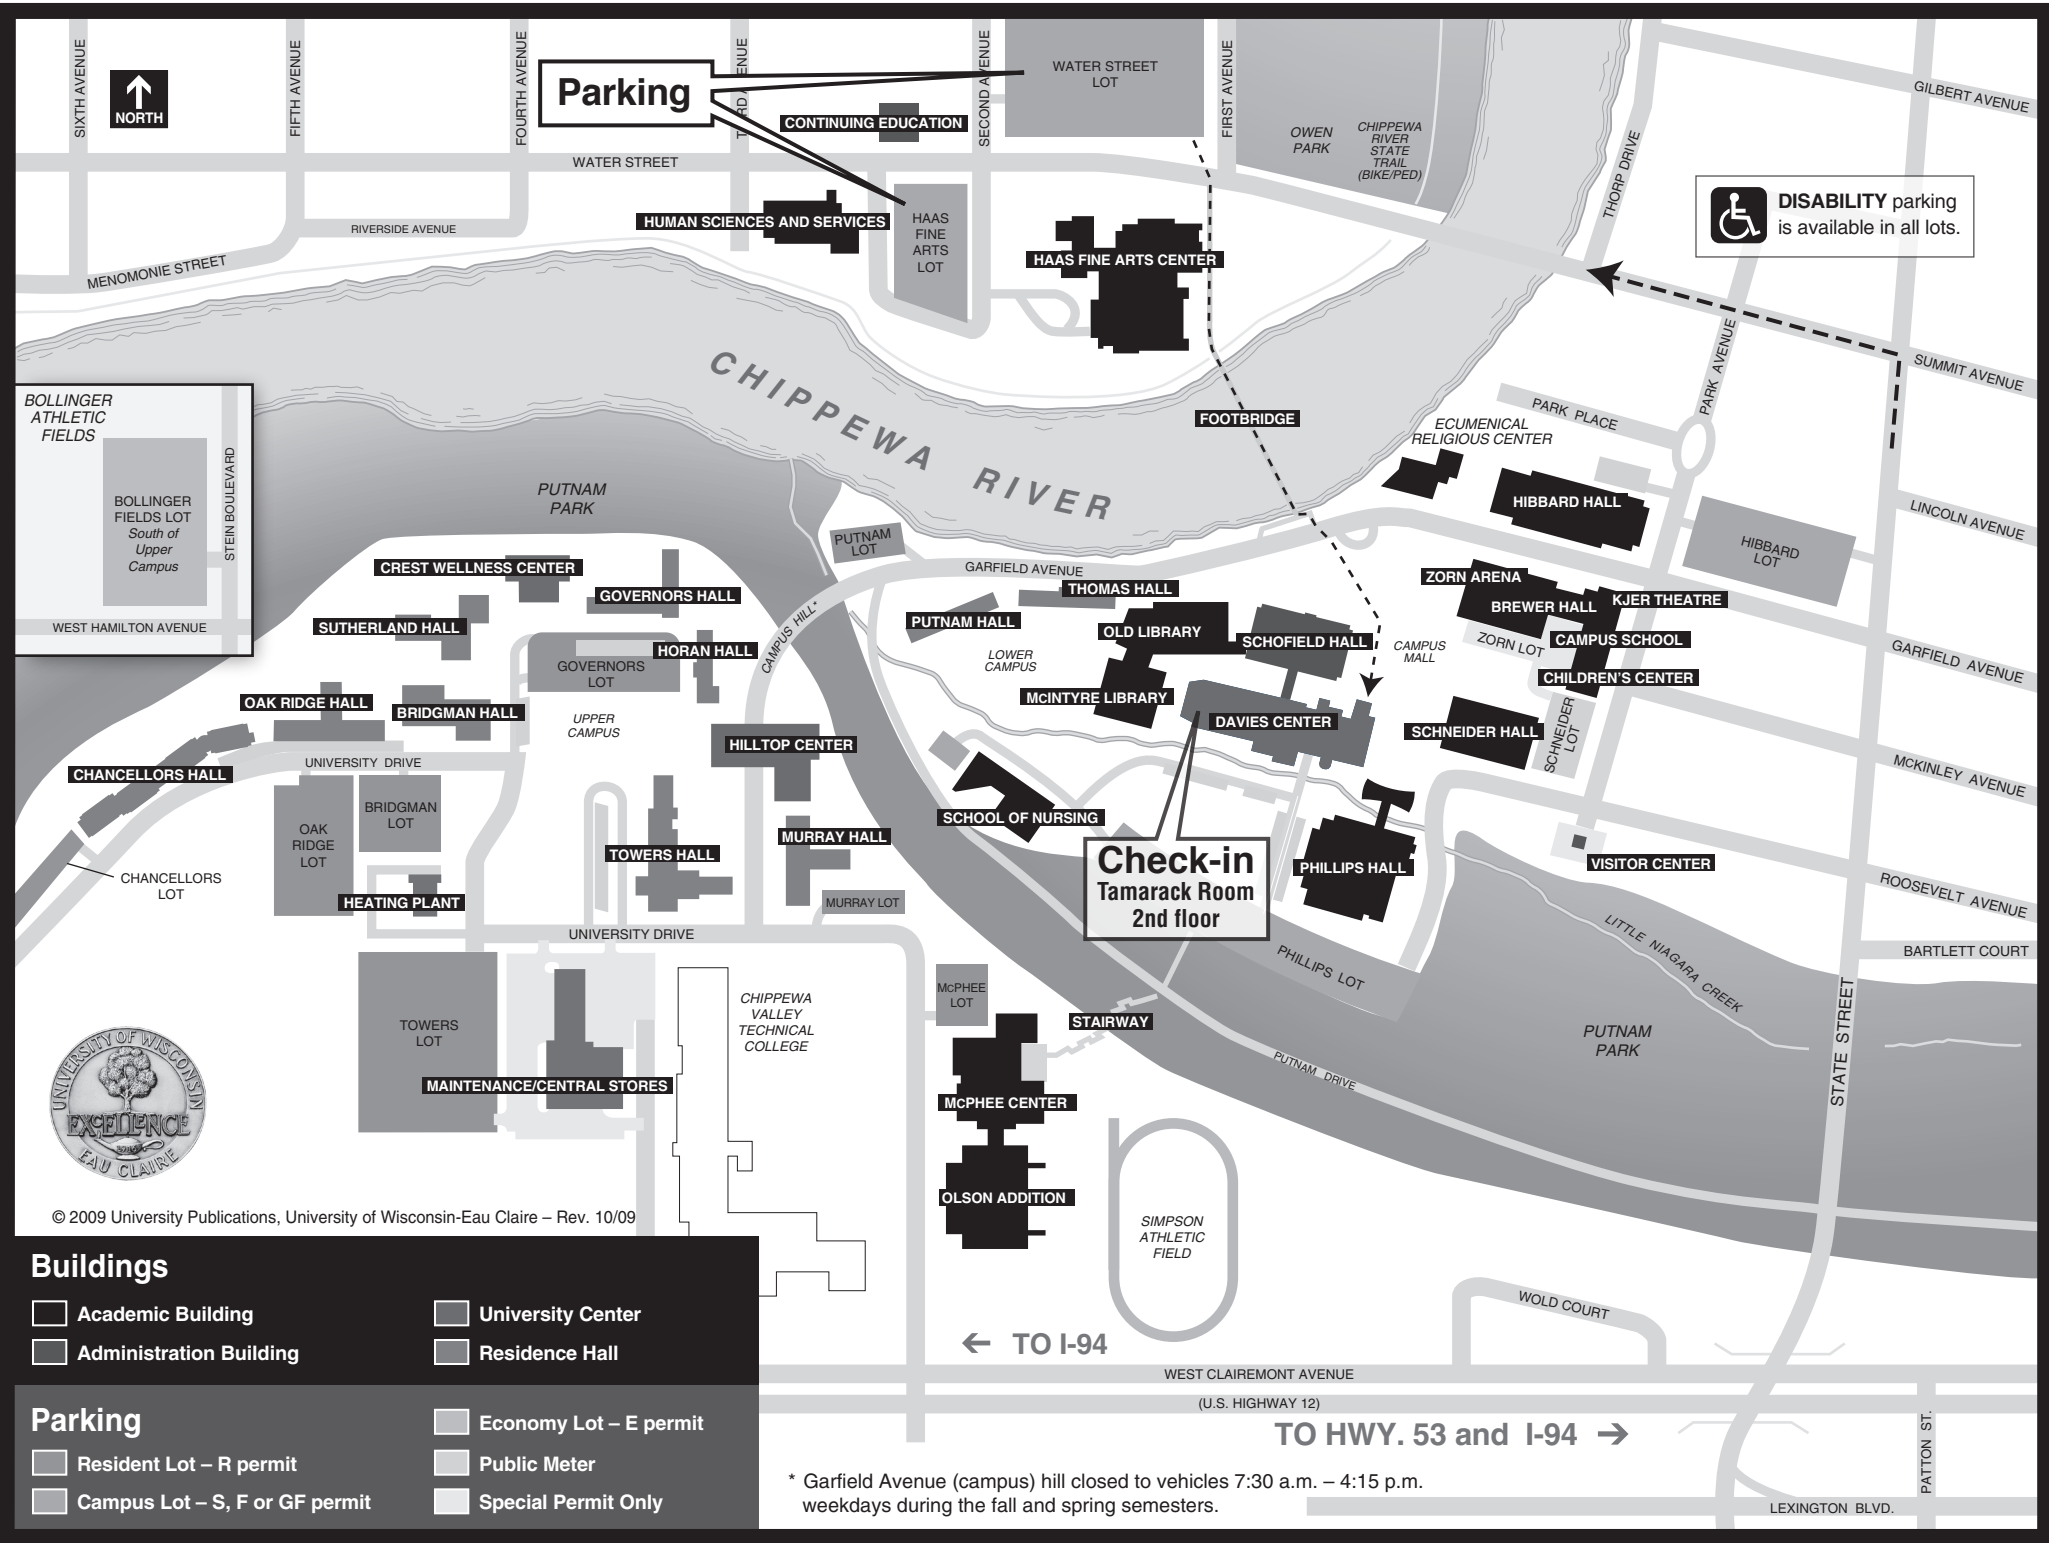 SIXTH AVENUE
NORTH
FIFTH AVENUE
FOURTH AVENUE
Parking
SECOND AVENUE
WATER STREET
LOT
FIRST AVENUE
CONTINUING EDUCATION
OWEN
PARK
CHIPPEWA
RIVER
STATE
TRAIL
(BIKE/PED)
THORP DRIVE
GILBERT AVENUE
WATER STREET
DISABILITY parking
is available in all lots.
HUMAN SCIENCES AND SERVICES
HAAS
FINE
ARTS
LOT
RIVERSIDE AVENUE
MENOMONIE STREET
HAAS FINE ARTS CENTER
CHIPPEWA RIVER
SUMMIT AVENUE
PARK AVENUE
PARK PLACE
FOOTBRIDGE
ECUMENICAL
RELIGIOUS CENTER
BOLLINGER
ATHLETIC
FIELDS
BOLLINGER
FIELDS LOT
South of
Upper
Campus
STEIN BOULEVARD
WEST HAMILTON AVENUE
PUTNAM
PARK
HIBBARD HALL
LINCOLN AVENUE
HIBBARD
LOT
PUTNAM
LOT
GARFIELD AVENUE
CREST WELLNESS CENTER
GOVERNORS HALL
THOMAS HALL
ZORN ARENA
BREWER HALL
KJER THEATRE
SUTHERLAND HALL
CAMPUS HILL*
PUTNAM HALL
OLD LIBRARY
SCHOFIELD HALL
CAMPUS
MALL
ZORN LOT
CAMPUS SCHOOL
GARFIELD AVENUE
HORAN HALL
GOVERNORS
LOT
LOWER
CAMPUS
CHILDREN'S CENTER
McINTYRE LIBRARY
OAK RIDGE HALL
BRIDGMAN HALL
UPPER
CAMPUS
DAVIES CENTER
SCHNEIDER HALL
SCHNEIDER
LOT
HILLTOP CENTER
CHANCELLORS HALL
UNIVERSITY DRIVE
MCKINLEY AVENUE
OAK
RIDGE
LOT
BRIDGMAN
LOT
SCHOOL OF NURSING
MURRAY HALL
TOWERS HALL
Check-in
Tamarack Room
2nd floor
PHILLIPS HALL
VISITOR CENTER
CHANCELLORS
LOT
HEATING PLANT
MURRAY LOT
ROOSEVELT AVENUE
UNIVERSITY DRIVE
LITTLE NIAGARA CREEK
BARTLETT COURT
PHILLIPS LOT
MCPHEE
LOT
CHIPPEWA
VALLEY
TECHNICAL
COLLEGE
TOWERS
LOT
STAIRWAY
PUTNAM
PARK
STATE STREET
PUTNAM DRIVE
UNIVERSITY OF WISCONSIN
EXCELLENCE
EAU CLAIRE
MAINTENANCE/CENTRAL STORES
McPHEE CENTER
OLSON ADDITION
SIMPSON
ATHLETIC
FIELD
© 2009 University Publications, University of Wisconsin-Eau Claire – Rev. 10/09
Buildings
Academic Building
Administration Building
University Center
Residence Hall
WOLD COURT
← TO I-94
WEST CLAIREMONT AVENUE
(U.S. HIGHWAY 12)
TO HWY. 53 and I-94 →
Parking
Resident Lot – R permit
Campus Lot – S, F or GF permit
Economy Lot – E permit
Public Meter
Special Permit Only
* Garfield Avenue (campus) hill closed to vehicles 7:30 a.m. – 4:15 p.m.
weekdays during the fall and spring semesters.
PATTON ST.
LEXINGTON BLVD.